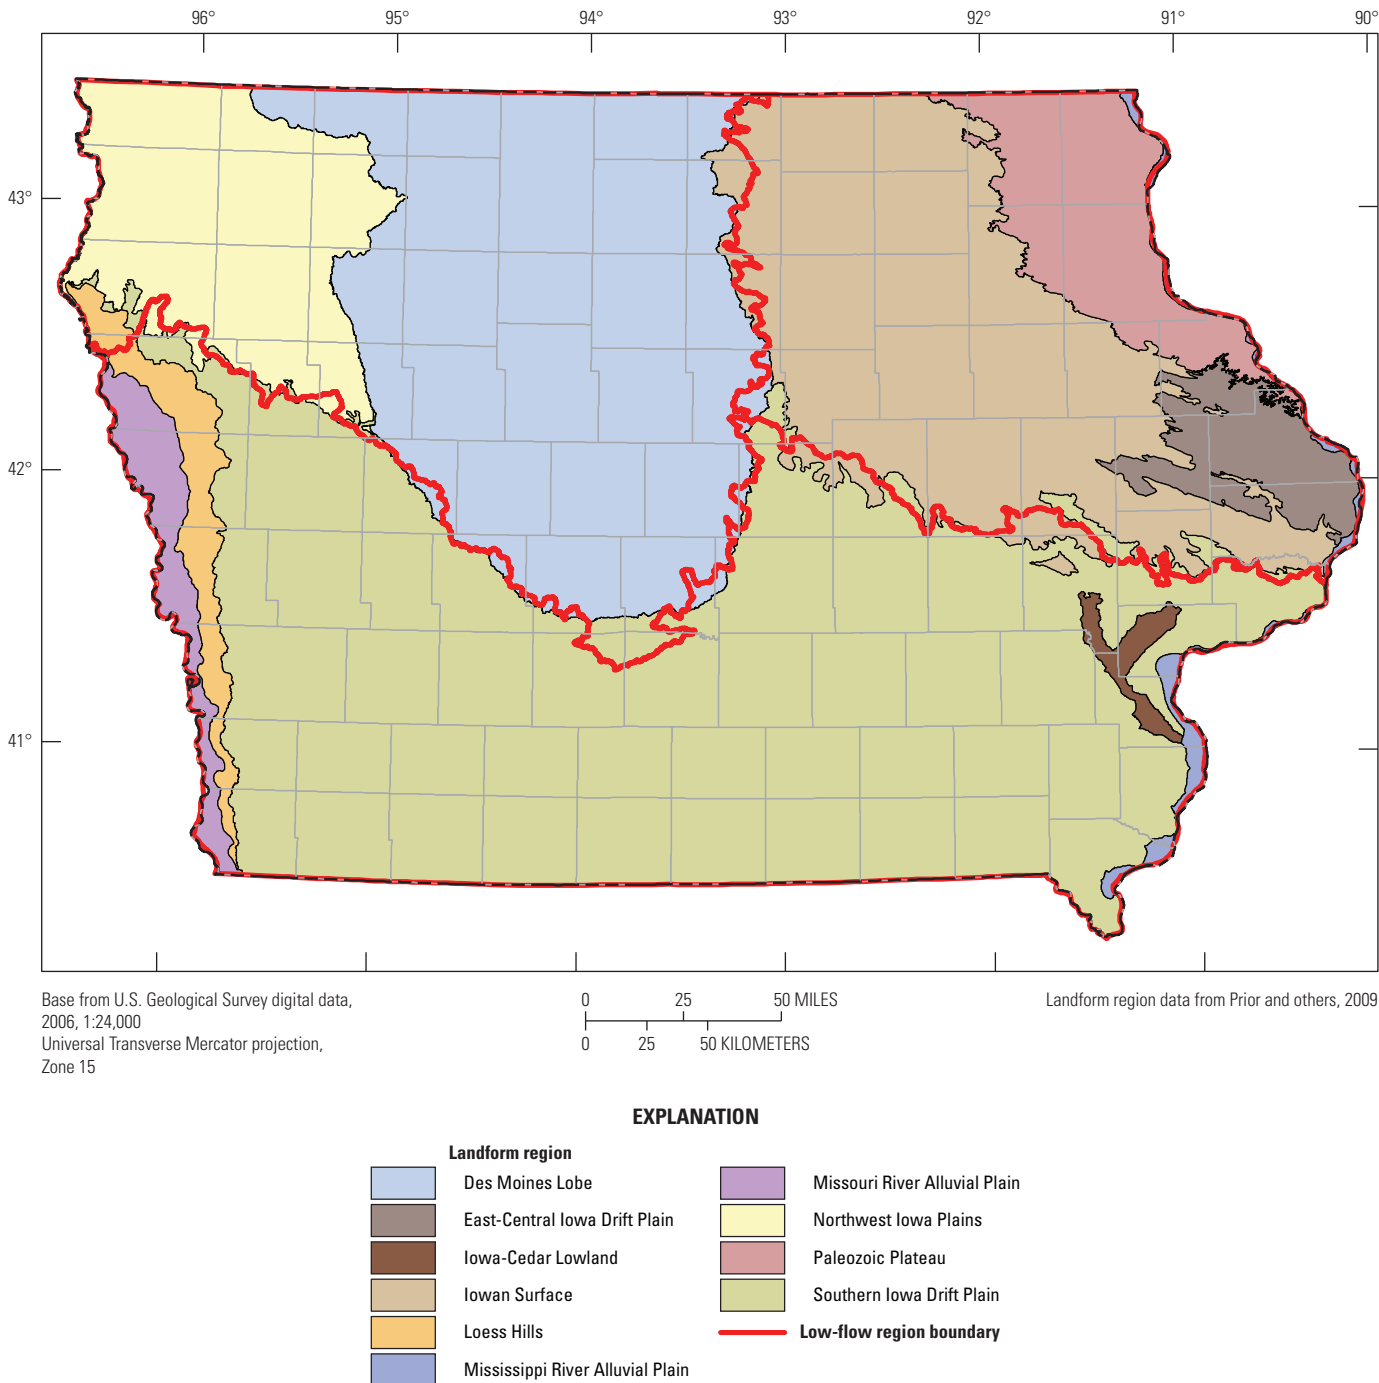 96° 95° 94° 93° 92° 91° 90°
43°
42°
41°
Base from U.S. Geological Survey digital data,
2006, 1:24,000
Universal Transverse Mercator projection,
Zone 15
0 25 50 MILES
0 25 50 KILOMETERS
Landform region data from Prior and others, 2009
EXPLANATION
Landform region
Des Moines Lobe
East-Central Iowa Drift Plain
Iowa-Cedar Lowland
Iowan Surface
Loess Hills
Mississippi River Alluvial Plain
Missouri River Alluvial Plain
Northwest Iowa Plains
Paleozoic Plateau
Southern Iowa Drift Plain
Low-flow region boundary